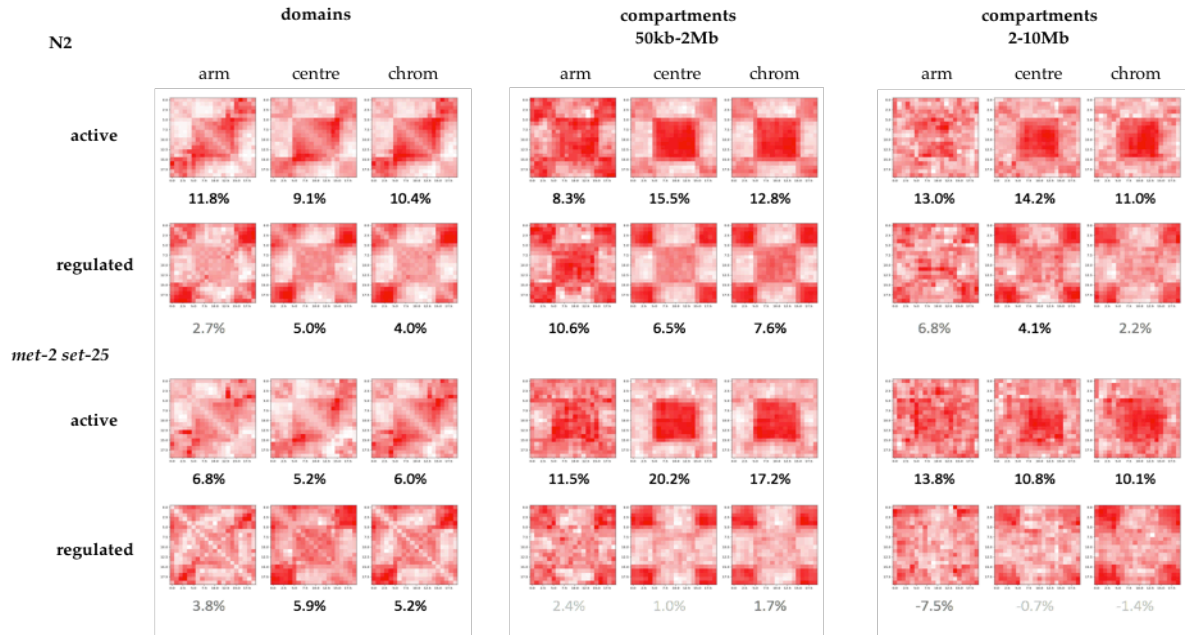 domains
compartments
50kb-2Mb
compartments
2-10Mb
N2
arm centre chrom arm centre chrom arm centre chrom
active
11.8% 9.1% 10.4% 8.3% 15.5% 12.8% 13.0% 14.2% 11.0%
regulated
2.7% 5.0% 4.0% 10.6% 6.5% 7.6% 6.8% 4.1% 2.2%
met-2 set-25
active
6.8% 5.2% 6.0% 11.5% 20.2% 17.2% 13.8% 10.8% 10.1%
regulated
3.8% 5.9% 5.2% 2.4% 1.0% 1.7% -7.5% -0.7% -1.4%